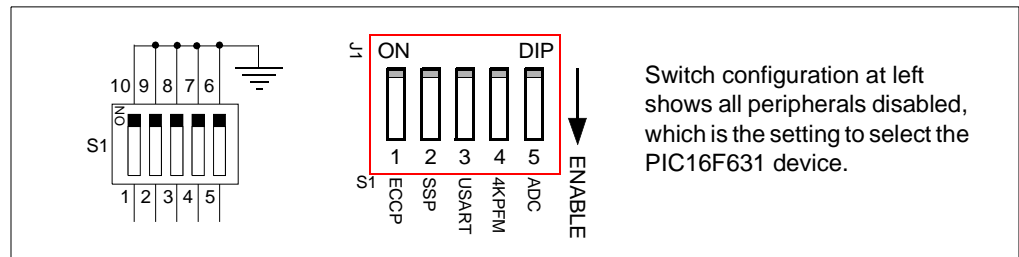 10 9 8 7 6
ON
S1
1 2 3 4 5
J1
ON DIP
1 2 3 4 5
S1
ECCP
SSP
USART
4KPFM
ADC
ENABLE
Switch configuration at left
shows all peripherals disabled,
which is the setting to select the
PIC16F631 device.